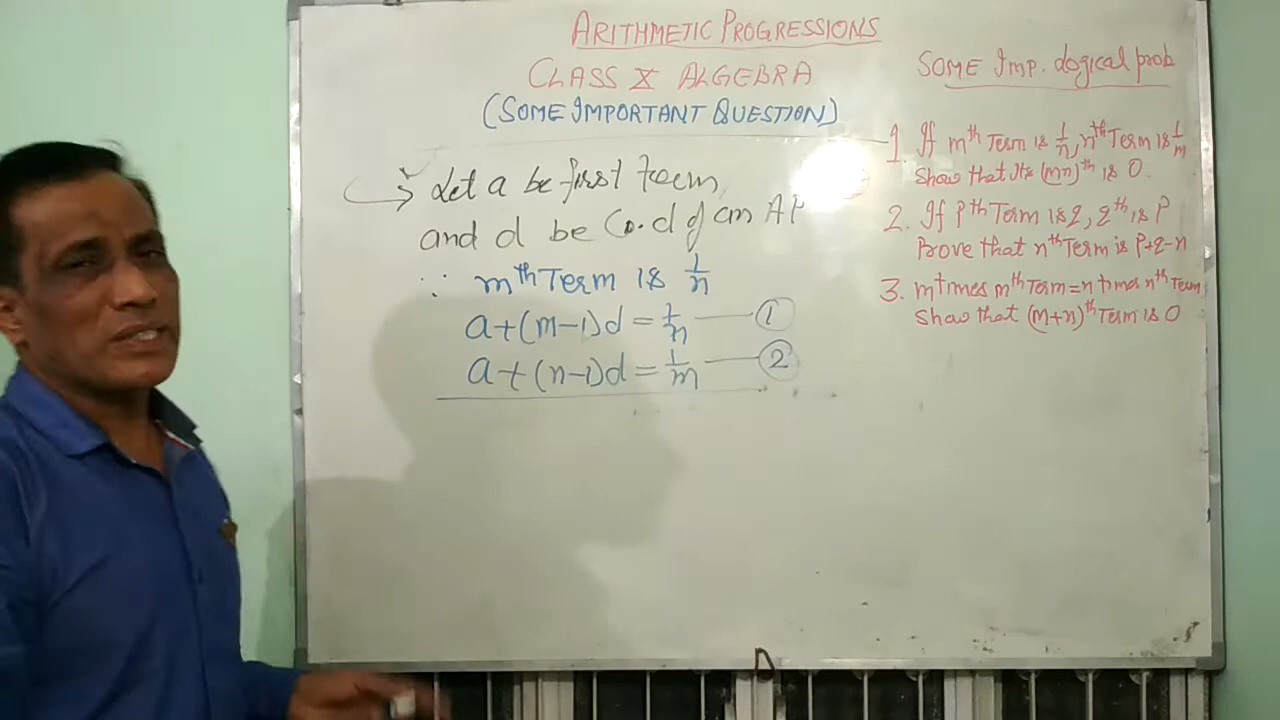 ARITHMETIC PROGRESSIONS
CLASS X ALGEBRA
(SOME IMPORTANT QUESTION)
Let a be first term
and d be Co. d of an AP
∵ mth Term is 1/n
a+(m-1)d = 1/n — ①
a+(n-1)d = 1/m — ②
SOME Imp. Logical prob
1. If mth Term is 1/n, nth Term is 1/m
Show that its (mn)th is 0.
2. If Pth Term is q, qth is P
Prove that nth Term is P+q-n
3. m times mth Term = n times nth Term
Show that (m+n)th Term is 0